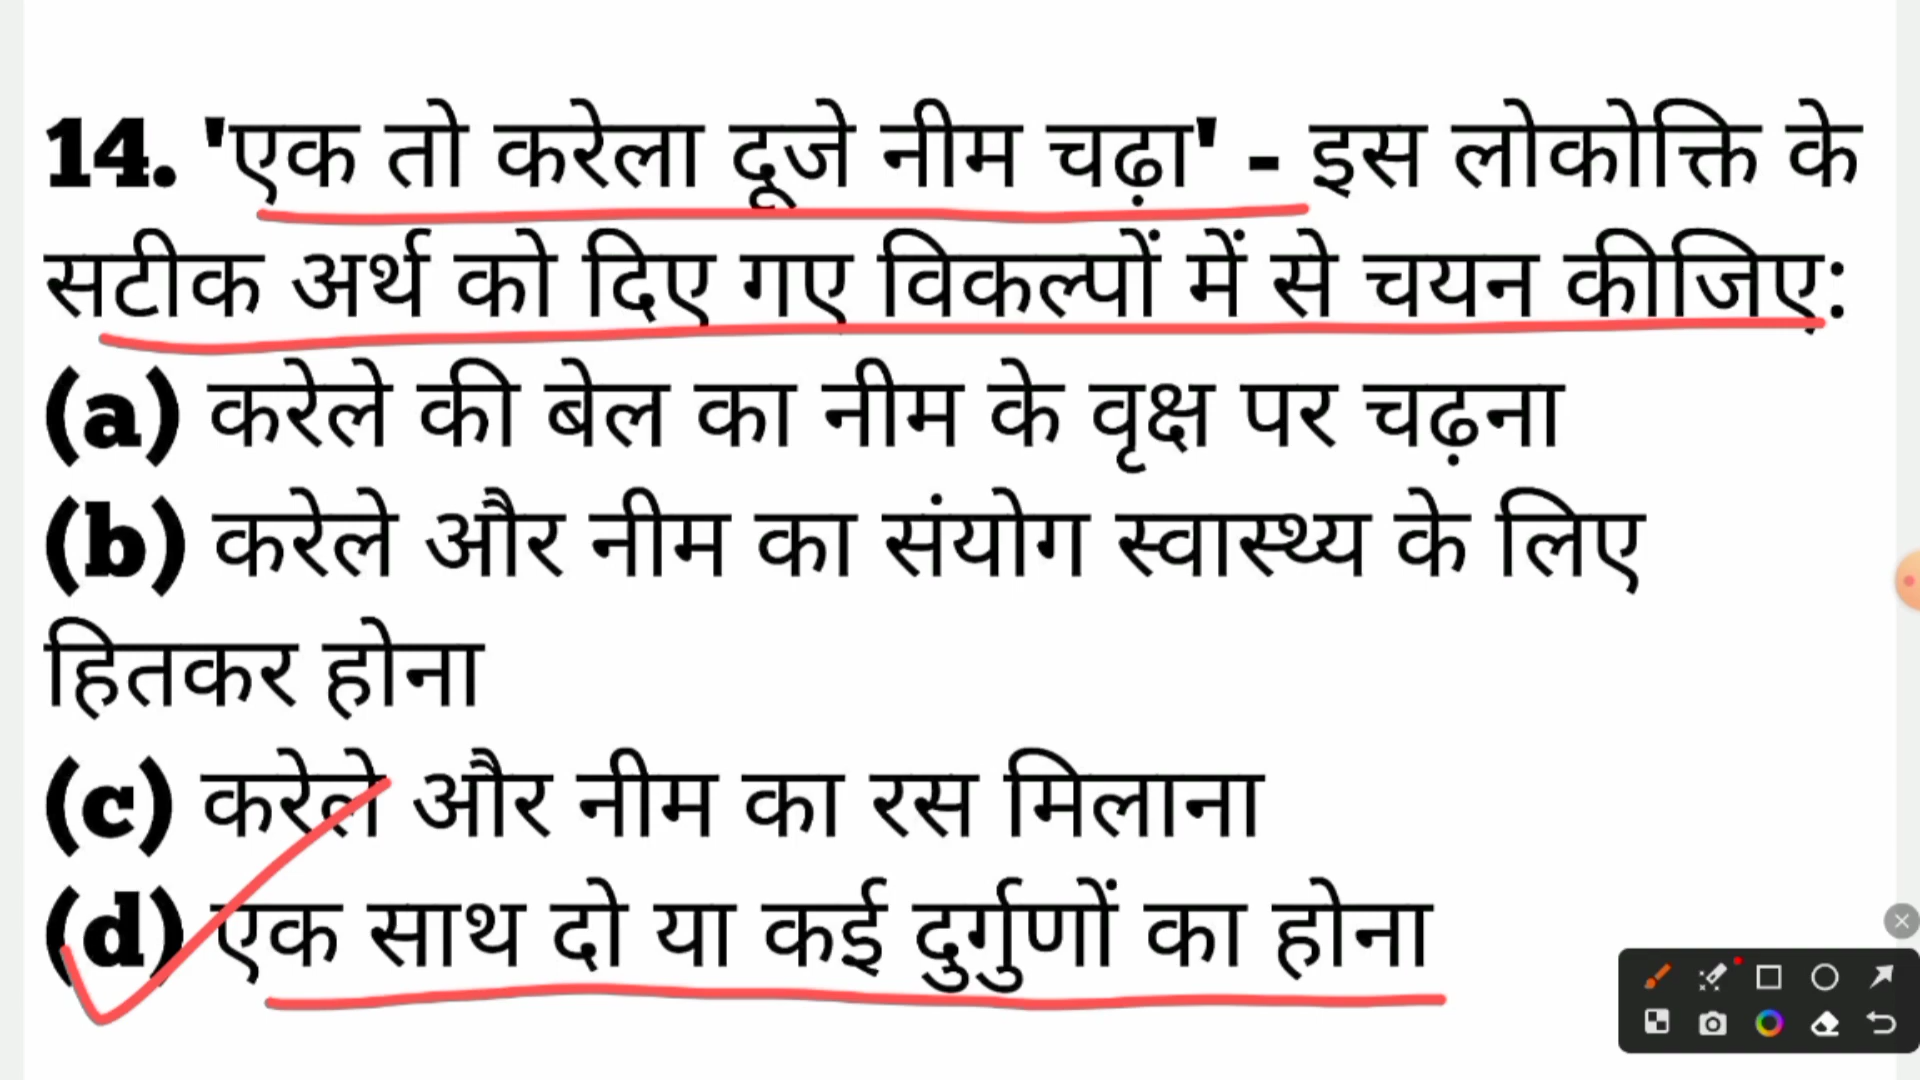 14. 'एक तो करेला दूजे नीम चढ़ा' - इस लोकोक्ति के
सटीक अर्थ को दिए गए विकल्पों में से चयन कीजिए:
(a) करेले की बेल का नीम के वृक्ष पर चढ़ना
(b) करेले और नीम का संयोग स्वास्थ्य के लिए
हितकर होना
(c) करेले और नीम का रस मिलाना
(d) एक साथ दो या कई दुर्गुणों का होना